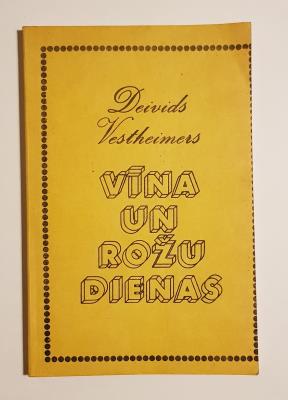 Deivids
Vestheimers
VĪNA
UN
ROŽU
DIENAS